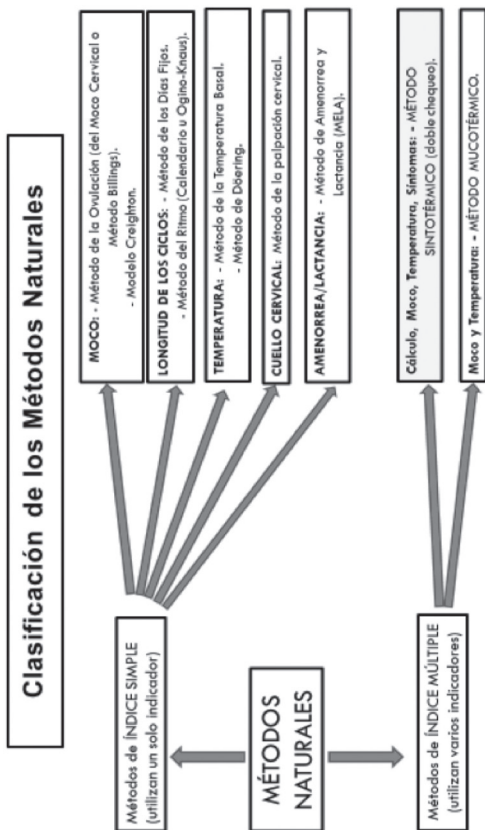 Clasificación de los Métodos Naturales
MÉTODOS
NATURALES
Métodos de ÍNDICE SIMPLE
(utilizan un solo indicador)
MOCO: - Método de la Ovulación (del Moco Cervical o
Método Billings).
- Modelo Creighton.
LONGITUD DE LOS CICLOS: - Método de los Días Fijos.
- Método del Ritmo (Calendario u Ogino-Knaus).
TEMPERATURA: - Método de la Temperatura Basal.
- Método de Döering.
CUELLO CERVICAL: Método de la palpación cervical.
AMENORREA/LACTANCIA: - Método de Amenorrea y
Lactancia (MELA).
Métodos de ÍNDICE MÚLTIPLE
(utilizan varios indicadores)
Cálculo, Moco, Temperatura, Síntomas: - MÉTODO
SINTOTÉRMICO (doble chequeo)
Moco y Temperatura: - MÉTODO MUCOTÉRMICO.